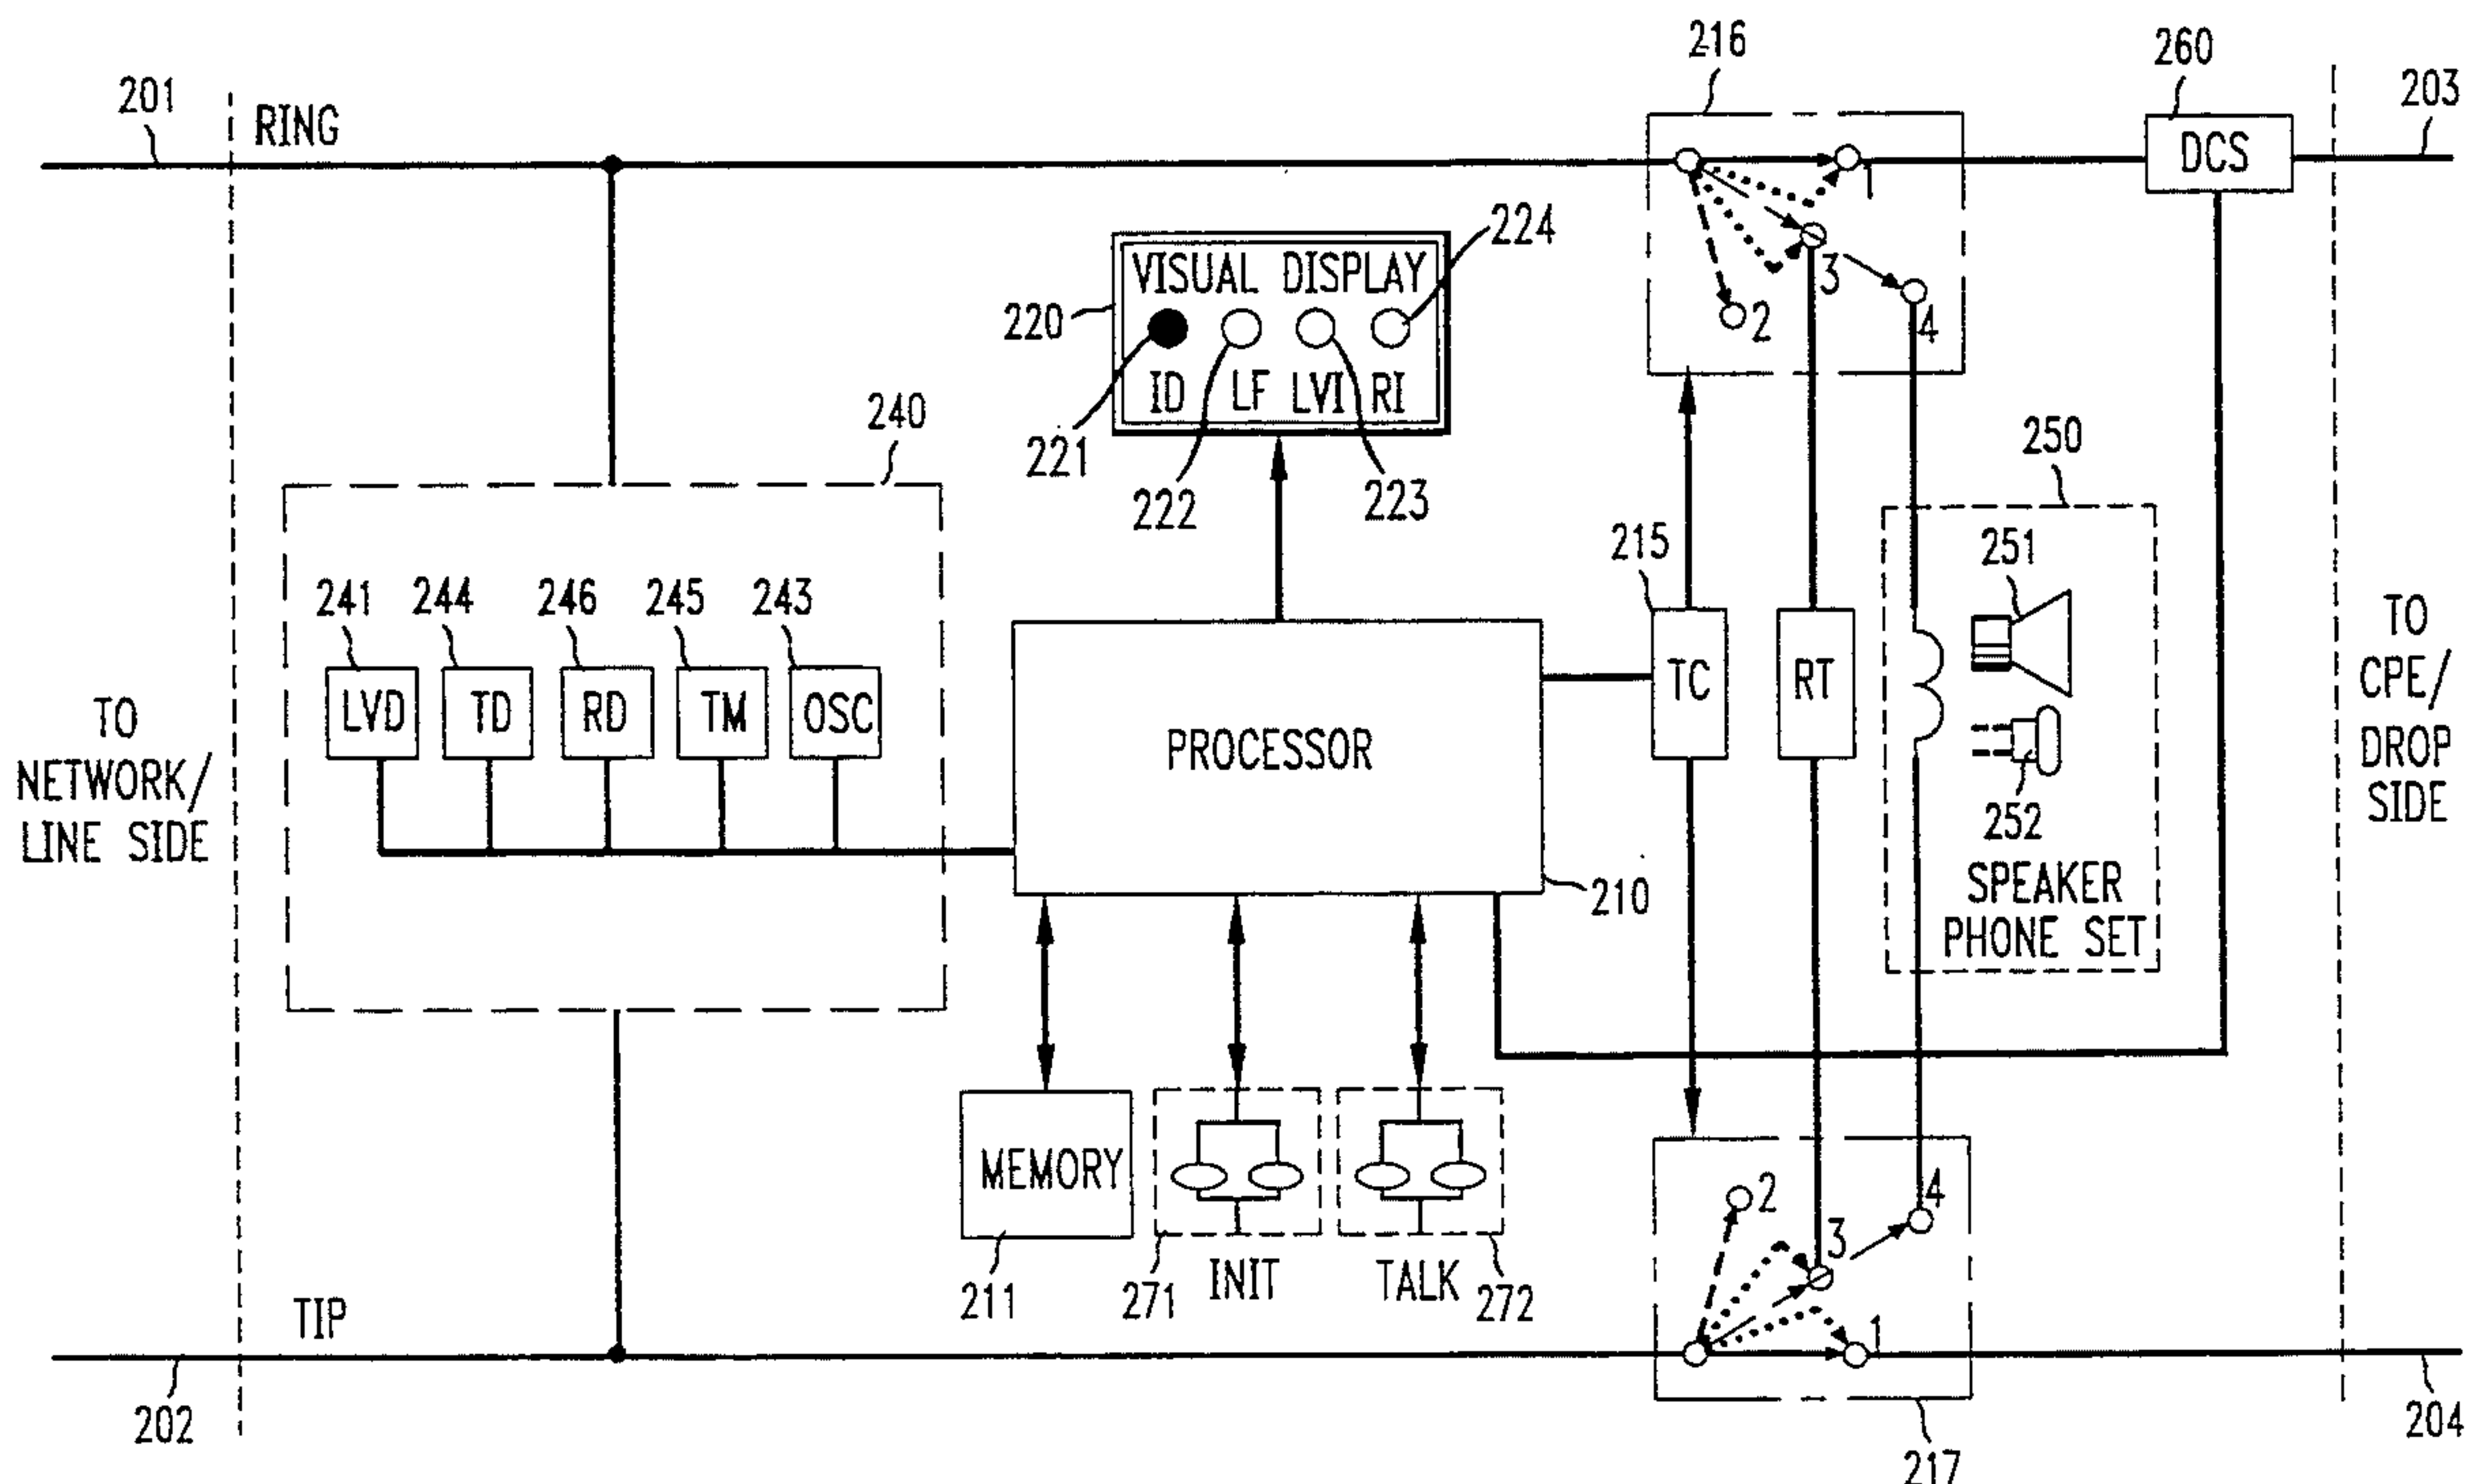 201
RING
216
260
203
DCS
1
3
2
4
VISUAL DISPLAY
220
224
ID LF LVI RI
221
222
223
240
250
215
251
241
244
246
245
243
LVD
TD
RD
TM
OSC
PROCESSOR
TC
RT
252
SPEAKER
PHONE SET
210
TO
NETWORK/
LINE SIDE
TO
CPE/
DROP
SIDE
MEMORY
211
271
INIT
TALK
272
2
4
3
1
TIP
202
204
217